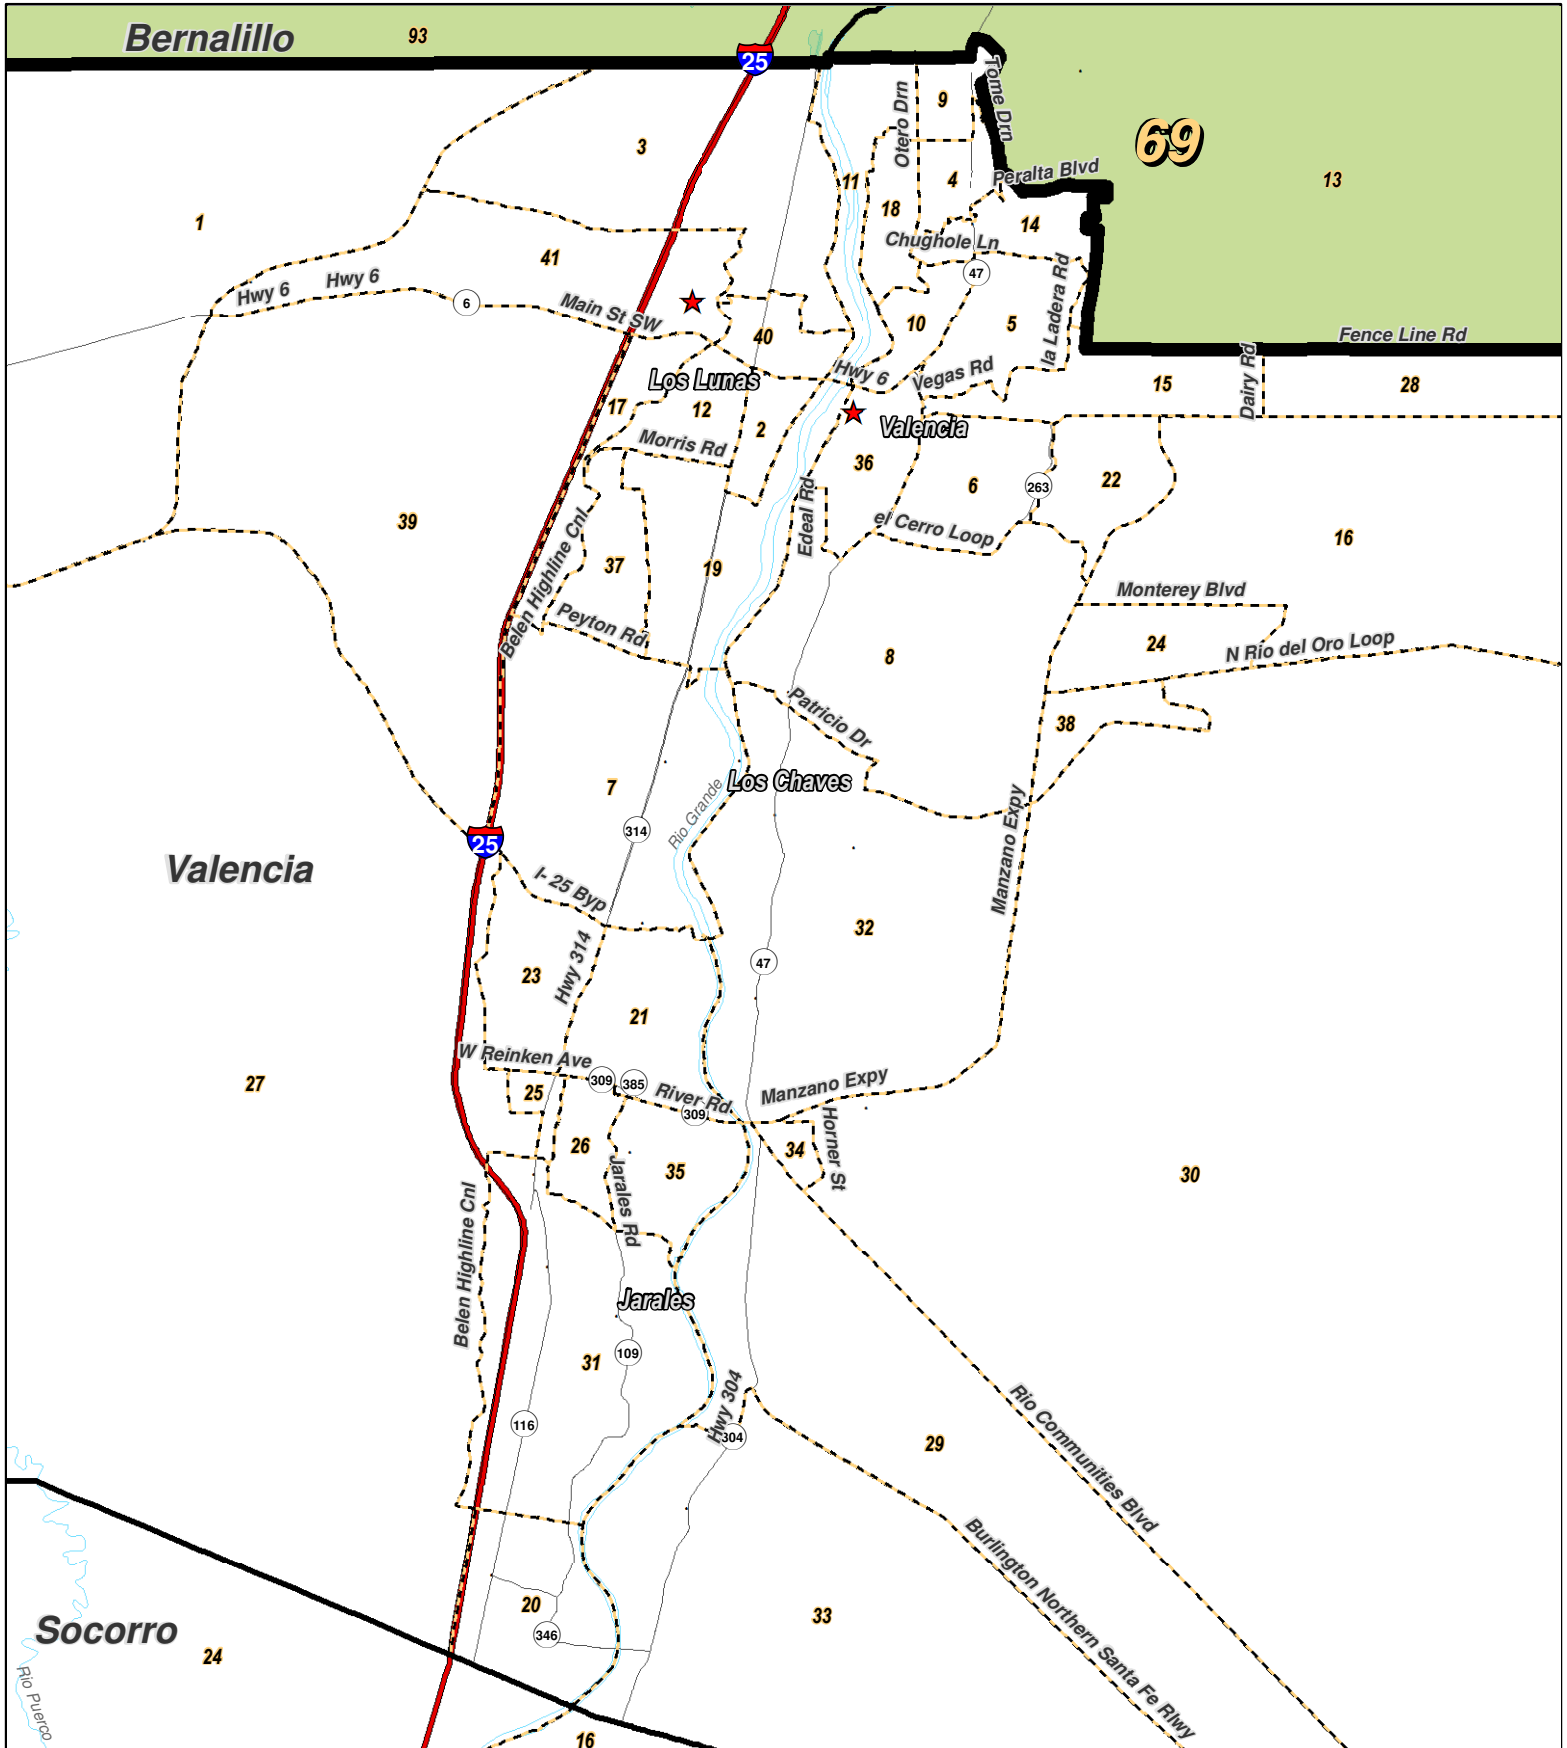 Bernalillo
93
25
Tome Drn
Otero Drn
9
69
3
11
4
Peralta Blvd
13
1
18
14
Chughole Ln
41
47
Hwy 6
Hwy 6
6
Main St SW
la Ladera Rd
10
5
40
Fence Line Rd
Los Lunas
Hwy 6
Vegas Rd
15
Dairy Rd
28
17
12
2
Valencia
Morris Rd
36
6
263
22
Edeal Rd
39
el Cerro Loop
16
Belen Highline Cnl
37
19
Monterey Blvd
Peyton Rd
8
24
N Rio del Oro Loop
Patricio Dr
38
7
Los Chaves
Rio Grande
314
Manzano Expy
25
Valencia
I- 25 Byp
32
Hwy 314
23
47
21
W Reinken Ave
27
309
385
25
River Rd
309
Manzano Expy
26
Horner St
34
35
Jarales Rd
30
Belen Highline Cnl
Jarales
31
109
Hwy 304
116
304
29
Rio Communities Blvd
Burlington Northern Santa Fe Rlwy
20
33
346
Socorro
24
Rio Puerco
16